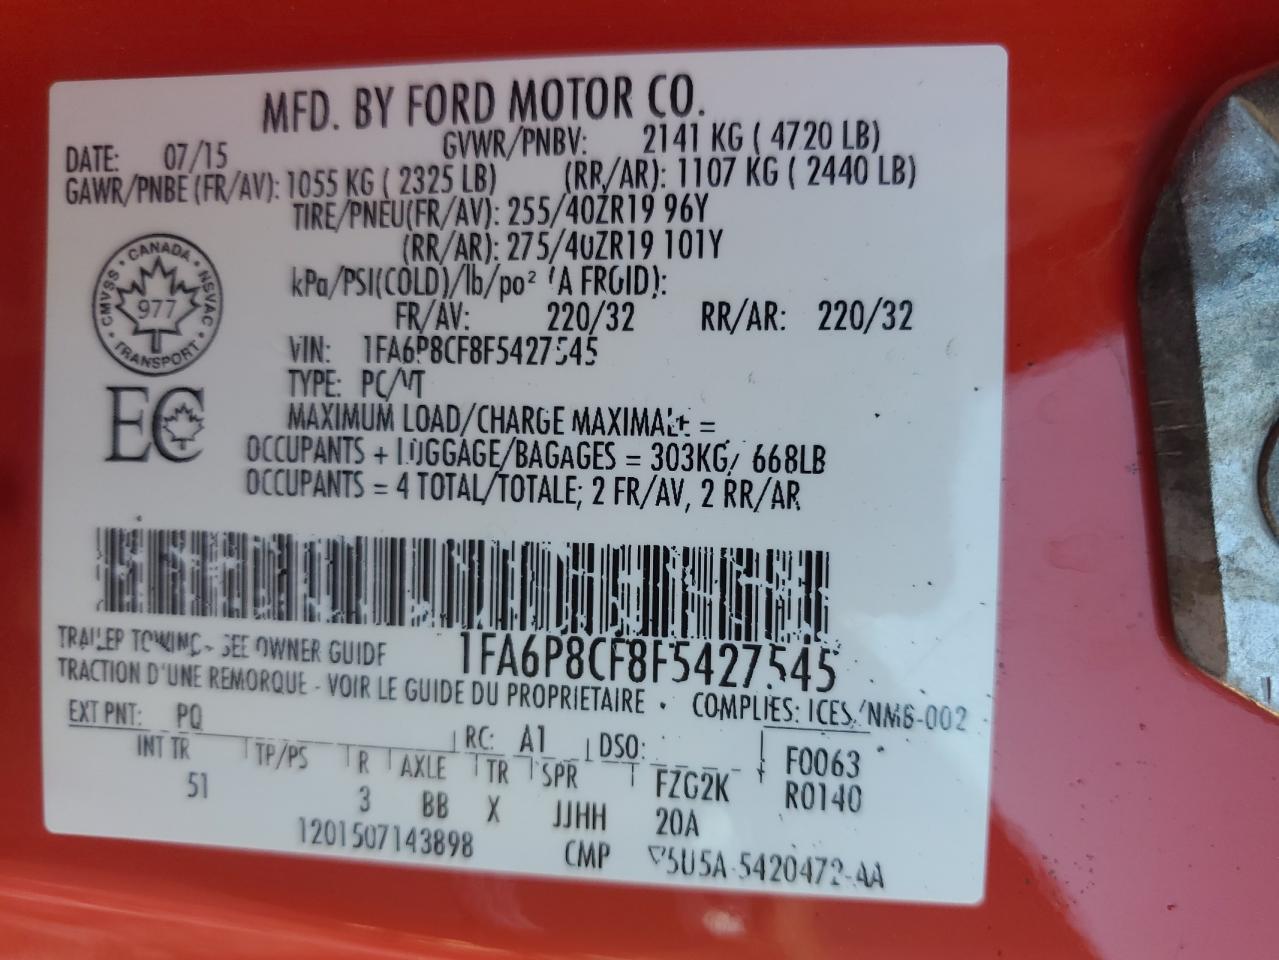 MFD. BY FORD MOTOR CO.
DATE: 07/15 GVWR/PNBV: 2141 KG ( 4720 LB)
GAWR/PNBE (FR/AV): 1055 KG ( 2325 LB) (RR/AR): 1107 KG ( 2440 LB)
TIRE/PNEU(FR/AV): 255/40ZR19 96Y
(RR/AR): 275/40ZR19 101Y
kPa/PSI(COLD)/lb/po² (A FROID):
FR/AV: 220/32 RR/AR: 220/32
CANADA
CMVSS NSVAC
977
TRANSPORT
VIN: 1FA6P8CF8F5427545
TYPE: PC/VT
EC
MAXIMUM LOAD/CHARGE MAXIMALE =
OCCUPANTS + LUGGAGE/BAGAGES = 303KG/ 668LB
OCCUPANTS = 4 TOTAL/TOTALE; 2 FR/AV, 2 RR/AR
TRAILER TOWING - SEE OWNER GUIDE 1FA6P8CF8F5427545
TRACTION D'UNE REMORQUE - VOIR LE GUIDE DU PROPRIETAIRE • COMPLIES: ICES/NMB-002
EXT PNT: PQ RC: A1 DSO: F0063
INT TR TP/PS R AXLE TR SPR FZG2K R0140
51 3 BB X JJHH 20A
1201507143898 CMP 5U5A-5420472-AA